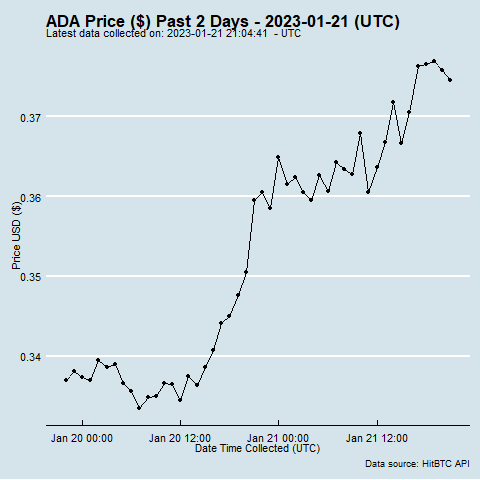 ADA Price ($) Past 2 Days - 2023-01-21 (UTC)
Latest data collected on: 2023-01-21 21:04:41 - UTC
0.37
0.36
0.35
0.34
Price USD ($)
Jan 20 00:00
Jan 20 12:00
Jan 21 00:00
Jan 21 12:00
Date Time Collected (UTC)
Data source: HitBTC API